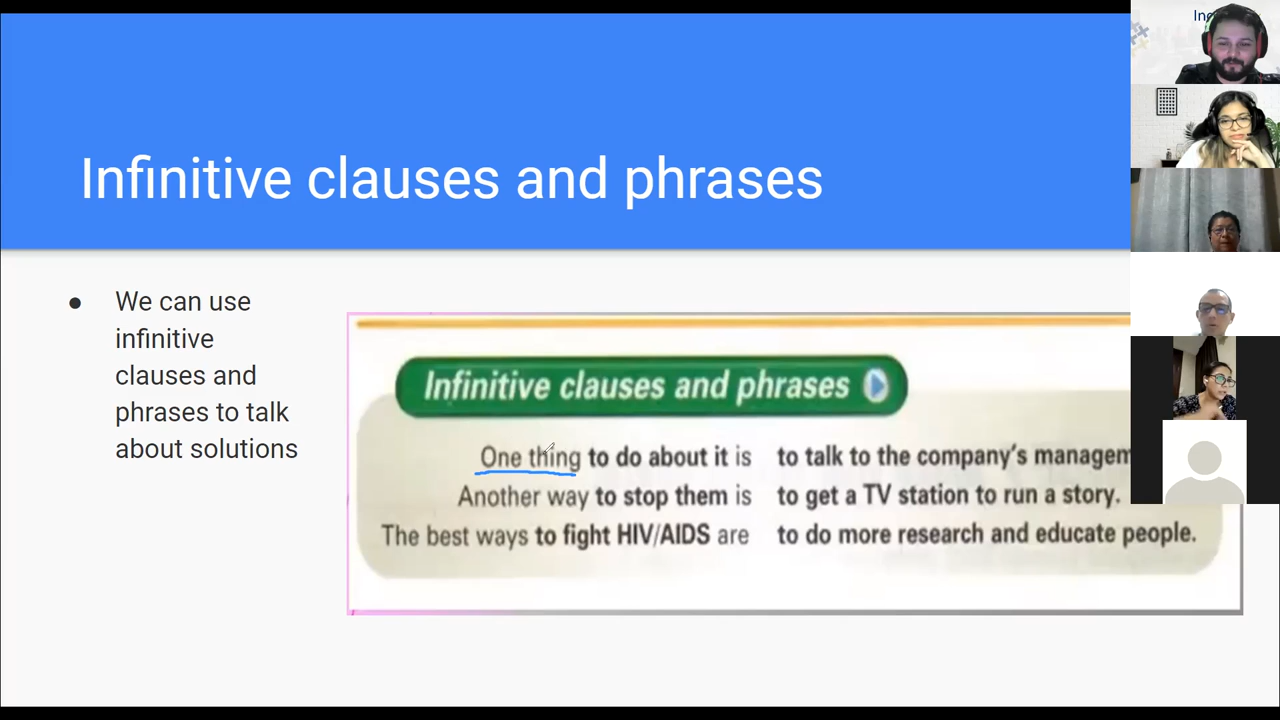 Infinitive clauses and phrases
● We can use
infinitive
clauses and
phrases to talk
about solutions
Infinitive clauses and phrases
One thing to do about it is to talk to the company's managem
Another way to stop them is to get a TV station to run a story.
The best ways to fight HIV/AIDS are to do more research and educate people.